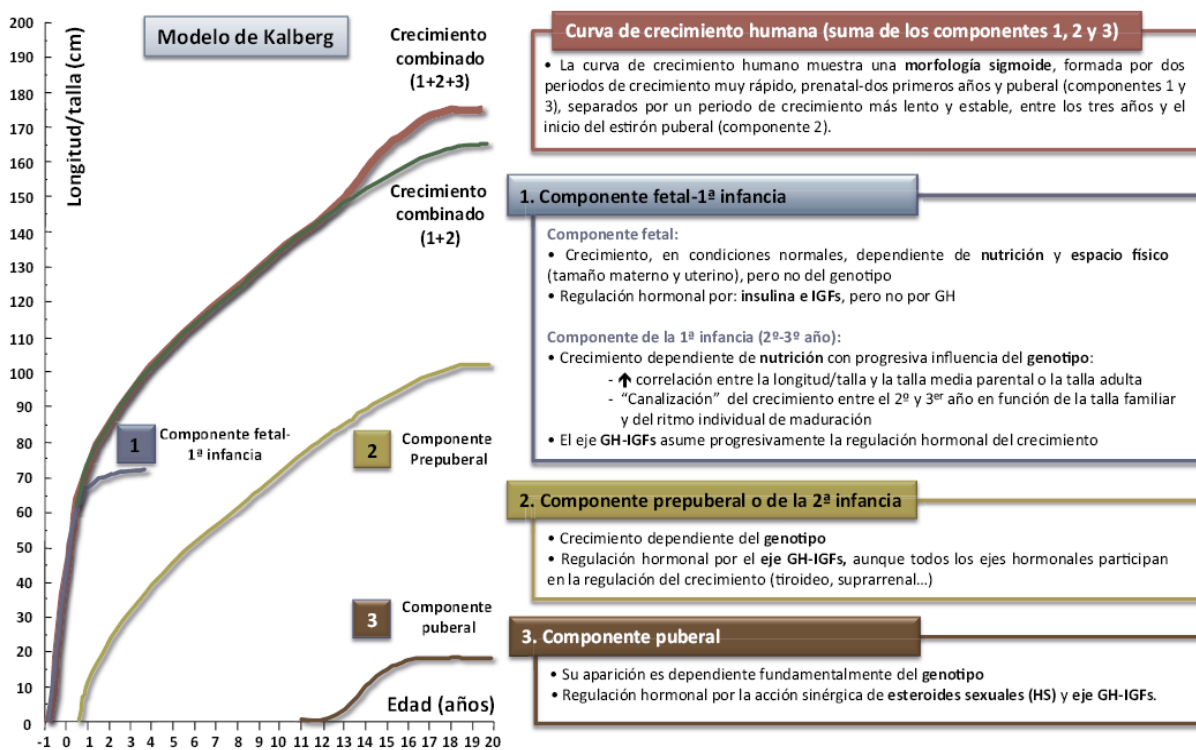 Modelo de Kalberg
Longitud/talla (cm)
200
190
180
170
160
150
140
130
120
110
100
90
80
70
60
50
40
30
20
10
0
-1 0 1 2 3 4 5 6 7 8 9 10 11 12 13 14 15 16 17 18 19 20
Edad (años)
Crecimiento
combinado
(1+2+3)
Crecimiento
combinado
(1+2)
1
Componente fetal-
1ª infancia
2
Componente
Prepuberal
3
Componente
puberal
Curva de crecimiento humana (suma de los componentes 1, 2 y 3)
• La curva de crecimiento humano muestra una morfología sigmoide, formada por dos
periodos de crecimiento muy rápido, prenatal-dos primeros años y puberal (componentes 1 y
3), separados por un periodo de crecimiento más lento y estable, entre los tres años y el
inicio del estirón puberal (componente 2).
1. Componente fetal-1ª infancia
Componente fetal:
• Crecimiento, en condiciones normales, dependiente de nutrición y espacio físico
(tamaño materno y uterino), pero no del genotipo
• Regulación hormonal por: insulina e IGFs, pero no por GH
Componente de la 1ª infancia (2º-3º año):
• Crecimiento dependiente de nutrición con progresiva influencia del genotipo:
- ↑ correlación entre la longitud/talla y la talla media parental o la talla adulta
- “Canalización” del crecimiento entre el 2º y 3er año en función de la talla familiar
y del ritmo individual de maduración
• El eje GH-IGFs asume progresivamente la regulación hormonal del crecimiento
2. Componente prepuberal o de la 2ª infancia
• Crecimiento dependiente del genotipo
• Regulación hormonal por el eje GH-IGFs, aunque todos los ejes hormonales participan
en la regulación del crecimiento (tiroideo, suprarrenal…)
3. Componente puberal
• Su aparición es dependiente fundamentalmente del genotipo
• Regulación hormonal por la acción sinérgica de esteroides sexuales (HS) y eje GH-IGFs.